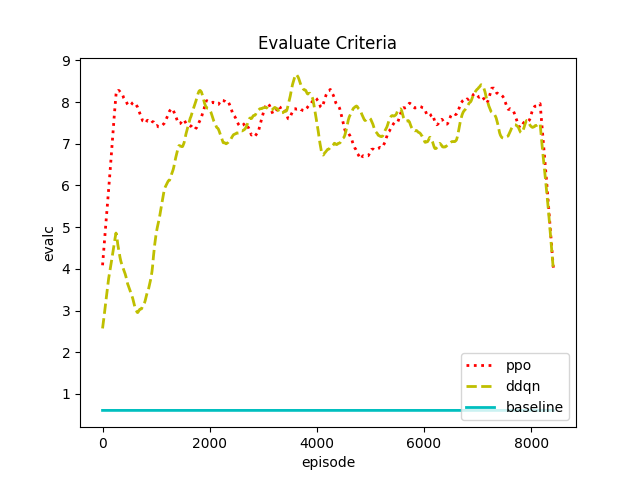 Evaluate Criteria
evalc
9
8
7
6
5
4
3
2
1
ppo
ddqn
baseline
0 2000 4000 6000 8000
episode